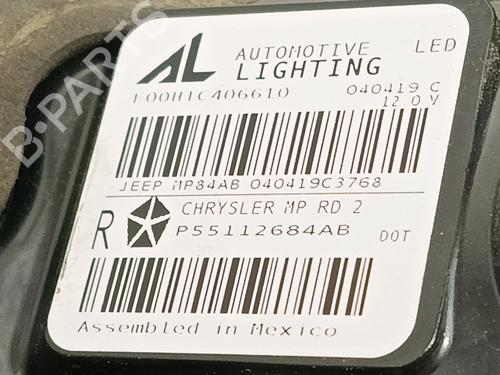 AL AUTOMOTIVE LIGHTING LED
F00H1C406610 040419 C
12.0 V
JEEP MP84AB 040419C3768
R CHRYSLER MP RD 2
P55112684AB DOT
Assembled in Mexico
B-PARTS